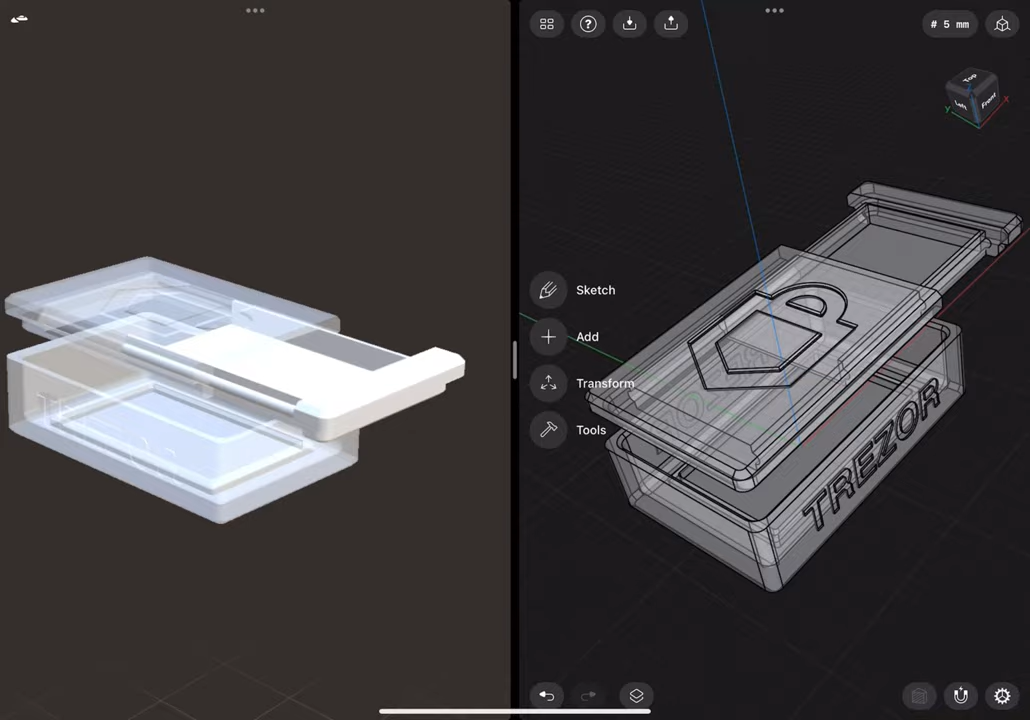 # 5 mm
Top
Left
Front
X
Y
Sketch
Add
Transform
Tools
TREZOR